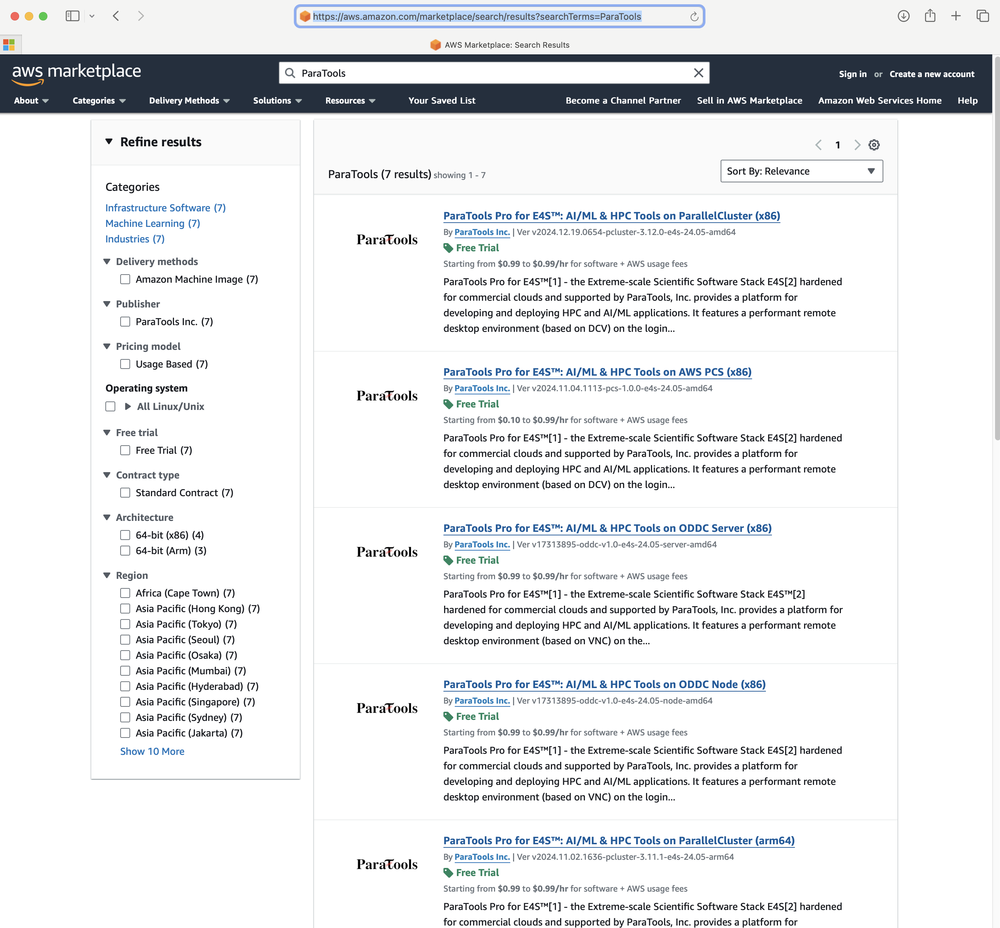 https://aws.amazon.com/marketplace/search/results?searchTerms=ParaTools
AWS Marketplace: Search Results
aws marketplace
ParaTools
Sign in or Create a new account
About
Categories
Delivery Methods
Solutions
Resources
Your Saved List
Become a Channel Partner
Sell in AWS Marketplace
Amazon Web Services Home
Help
Refine results
Categories
Infrastructure Software (7)
Machine Learning (7)
Industries (7)
Delivery methods
Amazon Machine Image (7)
Publisher
ParaTools Inc. (7)
Pricing model
Usage Based (7)
Operating system
All Linux/Unix
Free trial
Free Trial (7)
Contract type
Standard Contract (7)
Architecture
64-bit (x86) (4)
64-bit (Arm) (3)
Region
Africa (Cape Town) (7)
Asia Pacific (Hong Kong) (7)
Asia Pacific (Tokyo) (7)
Asia Pacific (Seoul) (7)
Asia Pacific (Osaka) (7)
Asia Pacific (Mumbai) (7)
Asia Pacific (Hyderabad) (7)
Asia Pacific (Singapore) (7)
Asia Pacific (Sydney) (7)
Asia Pacific (Jakarta) (7)
Show 10 More
1
ParaTools (7 results) showing 1 - 7
Sort By: Relevance
ParaTools
ParaTools Pro for E4S™: AI/ML & HPC Tools on ParallelCluster (x86)
By ParaTools Inc. | Ver v2024.12.19.0654-pcluster-3.12.0-e4s-24.05-amd64
Free Trial
Starting from $0.99 to $0.99/hr for software + AWS usage fees
ParaTools Pro for E4S™[1] - the Extreme-scale Scientific Software Stack E4S[2] hardened
for commercial clouds and supported by ParaTools, Inc. provides a platform for
developing and deploying HPC and AI/ML applications. It features a performant remote
desktop environment (based on DCV) on the login...
ParaTools
ParaTools Pro for E4S™: AI/ML & HPC Tools on AWS PCS (x86)
By ParaTools Inc. | Ver v2024.11.04.1113-pcs-1.0.0-e4s-24.05-amd64
Free Trial
Starting from $0.10 to $0.99/hr for software + AWS usage fees
ParaTools Pro for E4S™[1] - the Extreme-scale Scientific Software Stack E4S[2] hardened
for commercial clouds and supported by ParaTools, Inc. provides a platform for
developing and deploying HPC and AI/ML applications. It features a performant remote
desktop environment (based on DCV) on the login...
ParaTools
ParaTools Pro for E4S™: AI/ML & HPC Tools on ODDC Server (x86)
By ParaTools Inc. | Ver v17313895-oddc-v1.0-e4s-24.05-server-amd64
Free Trial
Starting from $0.99 to $0.99/hr for software + AWS usage fees
ParaTools Pro for E4S™[1] - the Extreme-scale Scientific Software Stack E4S™[2]
hardened for commercial clouds and supported by ParaTools, Inc. provides a platform for
developing and deploying HPC and AI/ML applications. It features a performant remote
desktop environment (based on VNC) on the...
ParaTools
ParaTools Pro for E4S™: AI/ML & HPC Tools on ODDC Node (x86)
By ParaTools Inc. | Ver v17313895-oddc-v1.0-e4s-24.05-node-amd64
Free Trial
Starting from $0.99 to $0.99/hr for software + AWS usage fees
ParaTools Pro for E4S™[1] - the Extreme-scale Scientific Software Stack E4S[2] hardened
for commercial clouds and supported by ParaTools, Inc. provides a platform for
developing and deploying HPC and AI/ML applications. It features a performant remote
desktop environment (based on VNC) on the login...
ParaTools
ParaTools Pro for E4S™: AI/ML & HPC Tools on ParallelCluster (arm64)
By ParaTools Inc. | Ver v2024.11.02.1636-pcluster-3.11.1-e4s-24.05-arm64
Free Trial
Starting from $0.99 to $0.99/hr for software + AWS usage fees
ParaTools Pro for E4S™[1] - the Extreme-scale Scientific Software Stack E4S[2] hardened
for commercial clouds and supported by ParaTools, Inc. provides a platform for